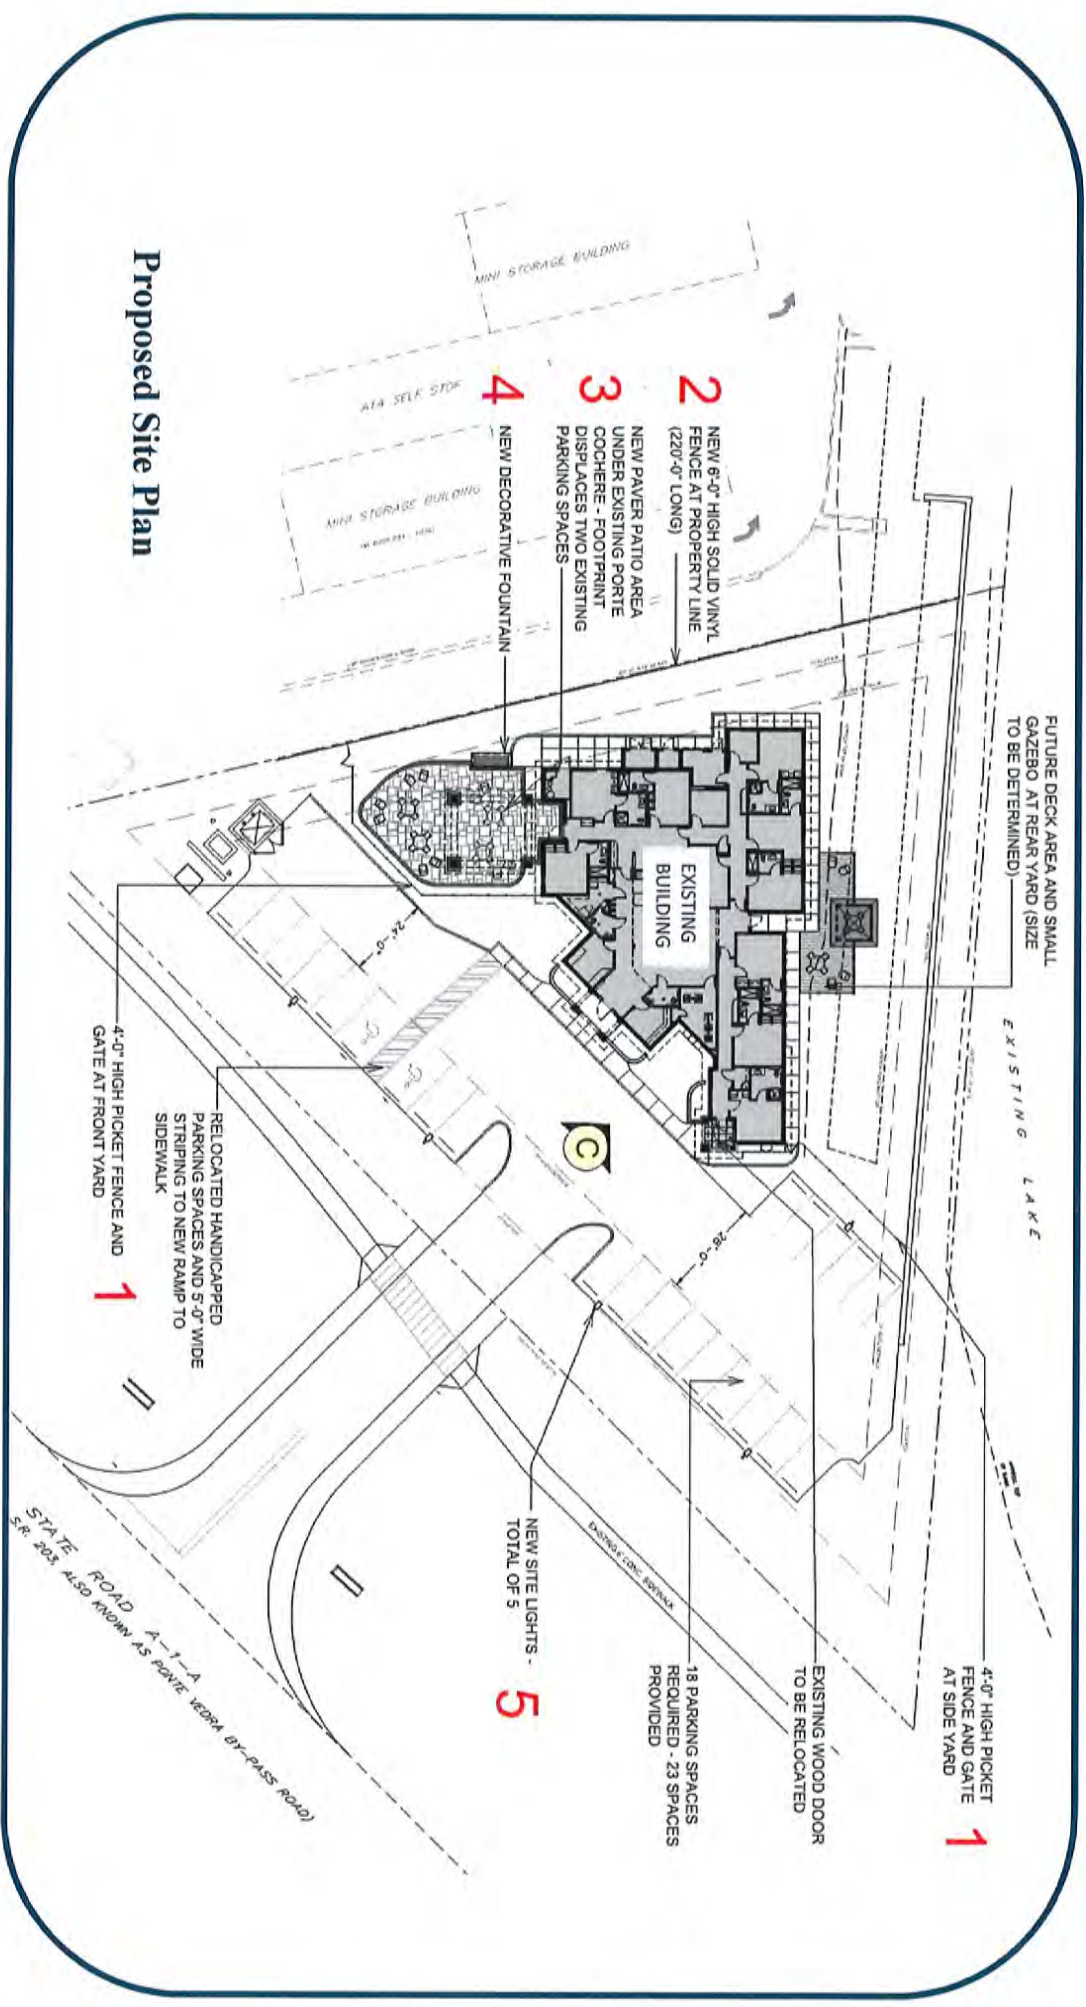 Proposed Site Plan
MINI STORAGE BUILDING
A1A SELF STOR
MINI STORAGE BUILDING
2
NEW 6'-0" HIGH SOLID VINYL
FENCE AT PROPERTY LINE
(220'-0" LONG)
3
NEW PAVER PATIO AREA
UNDER EXISTING PORTE
COCHERE - FOOTPRINT
DISPLACES TWO EXISTING
PARKING SPACES
4
NEW DECORATIVE FOUNTAIN
FUTURE DECK AREA AND SMALL
GAZEBO AT REAR YARD (SIZE
TO BE DETERMINED)
EXISTING
BUILDING
EXISTING LAKE
24'-0"
C
26'-0"
4'-0" HIGH PICKET FENCE AND
GATE AT FRONT YARD
1
RELOCATED HANDICAPPED
PARKING SPACES AND 5'-0" WIDE
STRIPING TO NEW RAMP TO
SIDEWALK
NEW SITE LIGHTS -
TOTAL OF 5
5
18 PARKING SPACES
REQUIRED - 23 SPACES
PROVIDED
EXISTING WOOD DOOR
TO BE RELOCATED
4'-0" HIGH PICKET
FENCE AND GATE
AT SIDE YARD
1
EXISTING 6' CONC. SIDEWALK
STATE ROAD A-1-A
S.R. 203, ALSO KNOWN AS PONTE VEDRA BY-PASS ROAD)